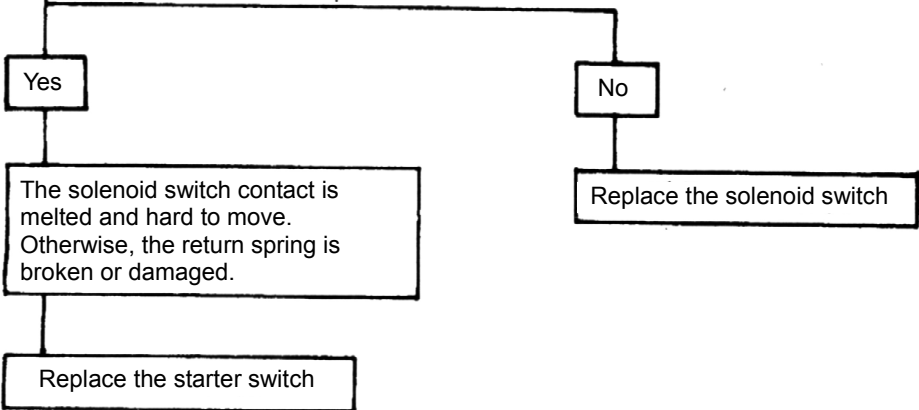 Yes
No
The solenoid switch contact is
melted and hard to move.
Otherwise, the return spring is
broken or damaged.
Replace the solenoid switch
Replace the starter switch